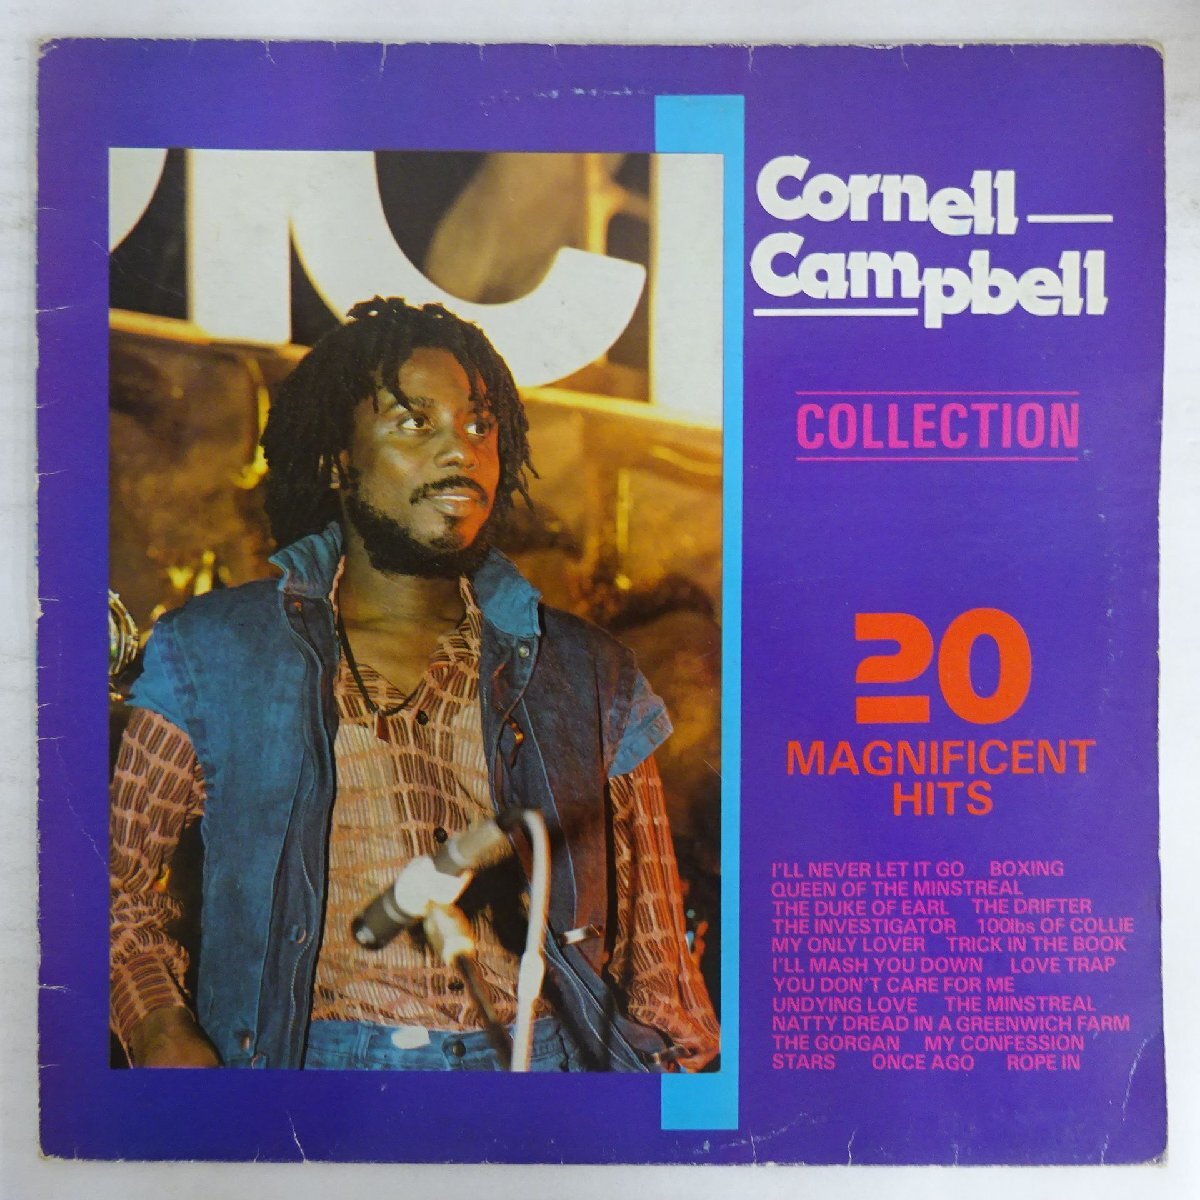 Cornell
Campbell
COLLECTION
20
MAGNIFICENT
HITS
I'LL NEVER LET IT GO BOXING
QUEEN OF THE MINSTREAL
THE DUKE OF EARL THE DRIFTER
THE INVESTIGATOR 100lbs OF COLLIE
MY ONLY LOVER TRICK IN THE BOOK
I'LL MASH YOU DOWN LOVE TRAP
YOU DON'T CARE FOR ME
UNDYING LOVE THE MINSTREAL
NATTY DREAD IN A GREENWICH FARM
THE GORGAN MY CONFESSION
STARS ONCE AGO ROPE IN